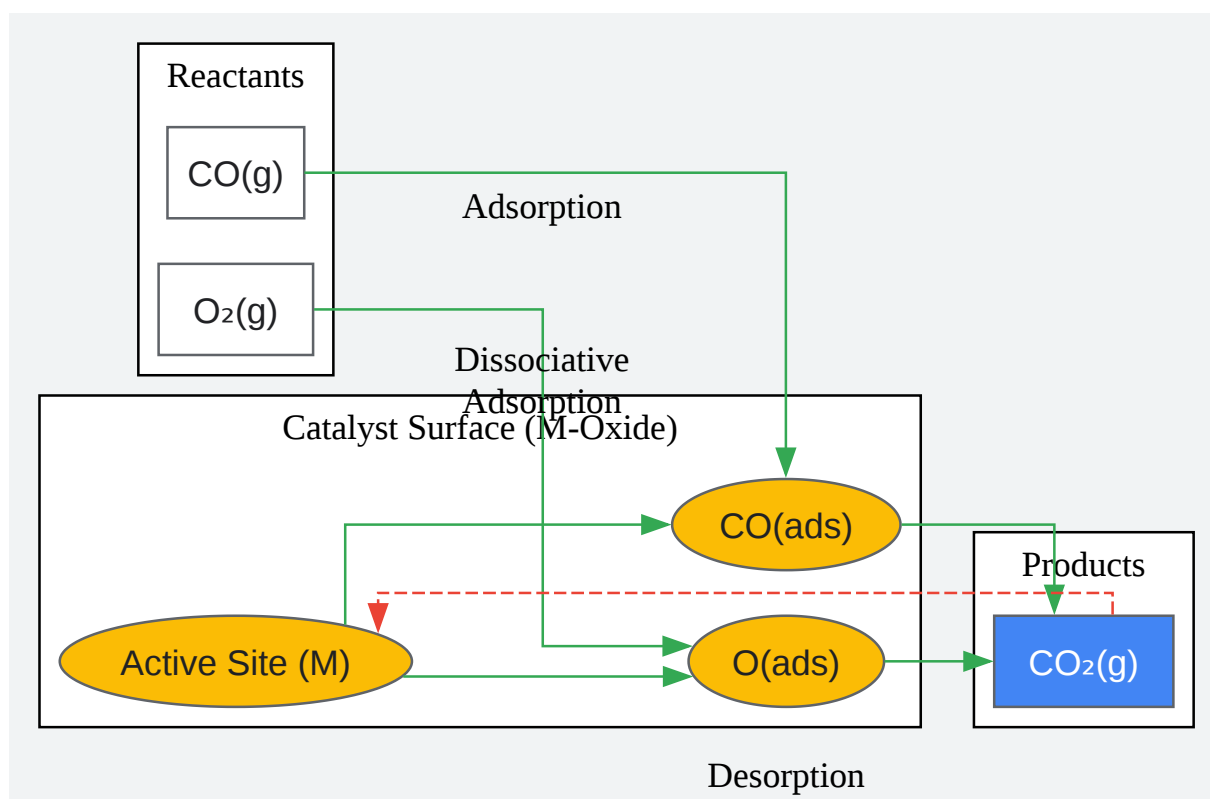 Reactants
CO(g)
Adsorption
O₂(g)
Dissociative
Adsorption
Catalyst Surface (M-Oxide)
CO(ads)
Products
Active Site (M)
O(ads)
CO₂(g)
Desorption